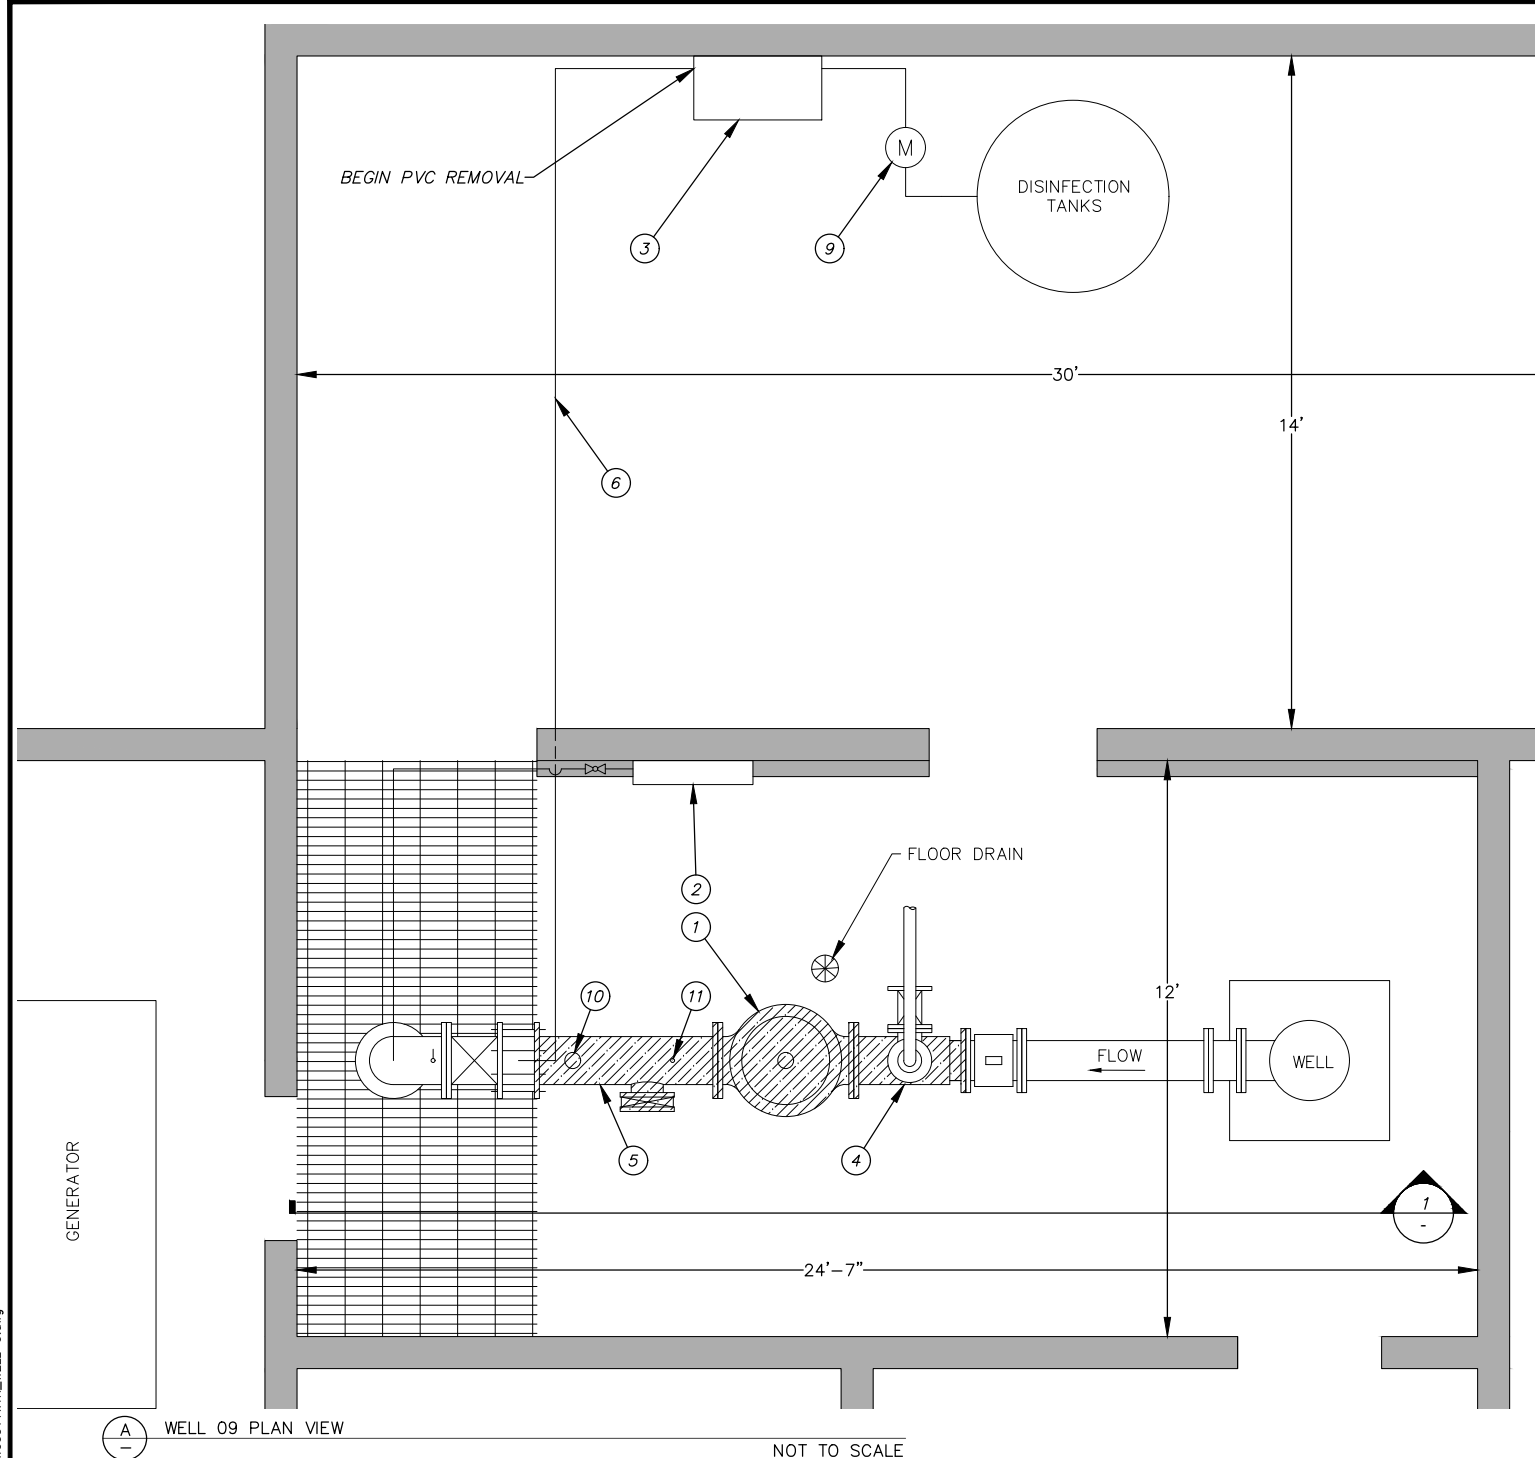 M
DISINFECTION
TANKS
BEGIN PVC REMOVAL
3
9
30'
14'
6
2
FLOOR DRAIN
1
10
11
12'
FLOW
WELL
5
4
GENERATOR
1
-
24'-7"
A
-
WELL 09 PLAN VIEW
NOT TO SCALE